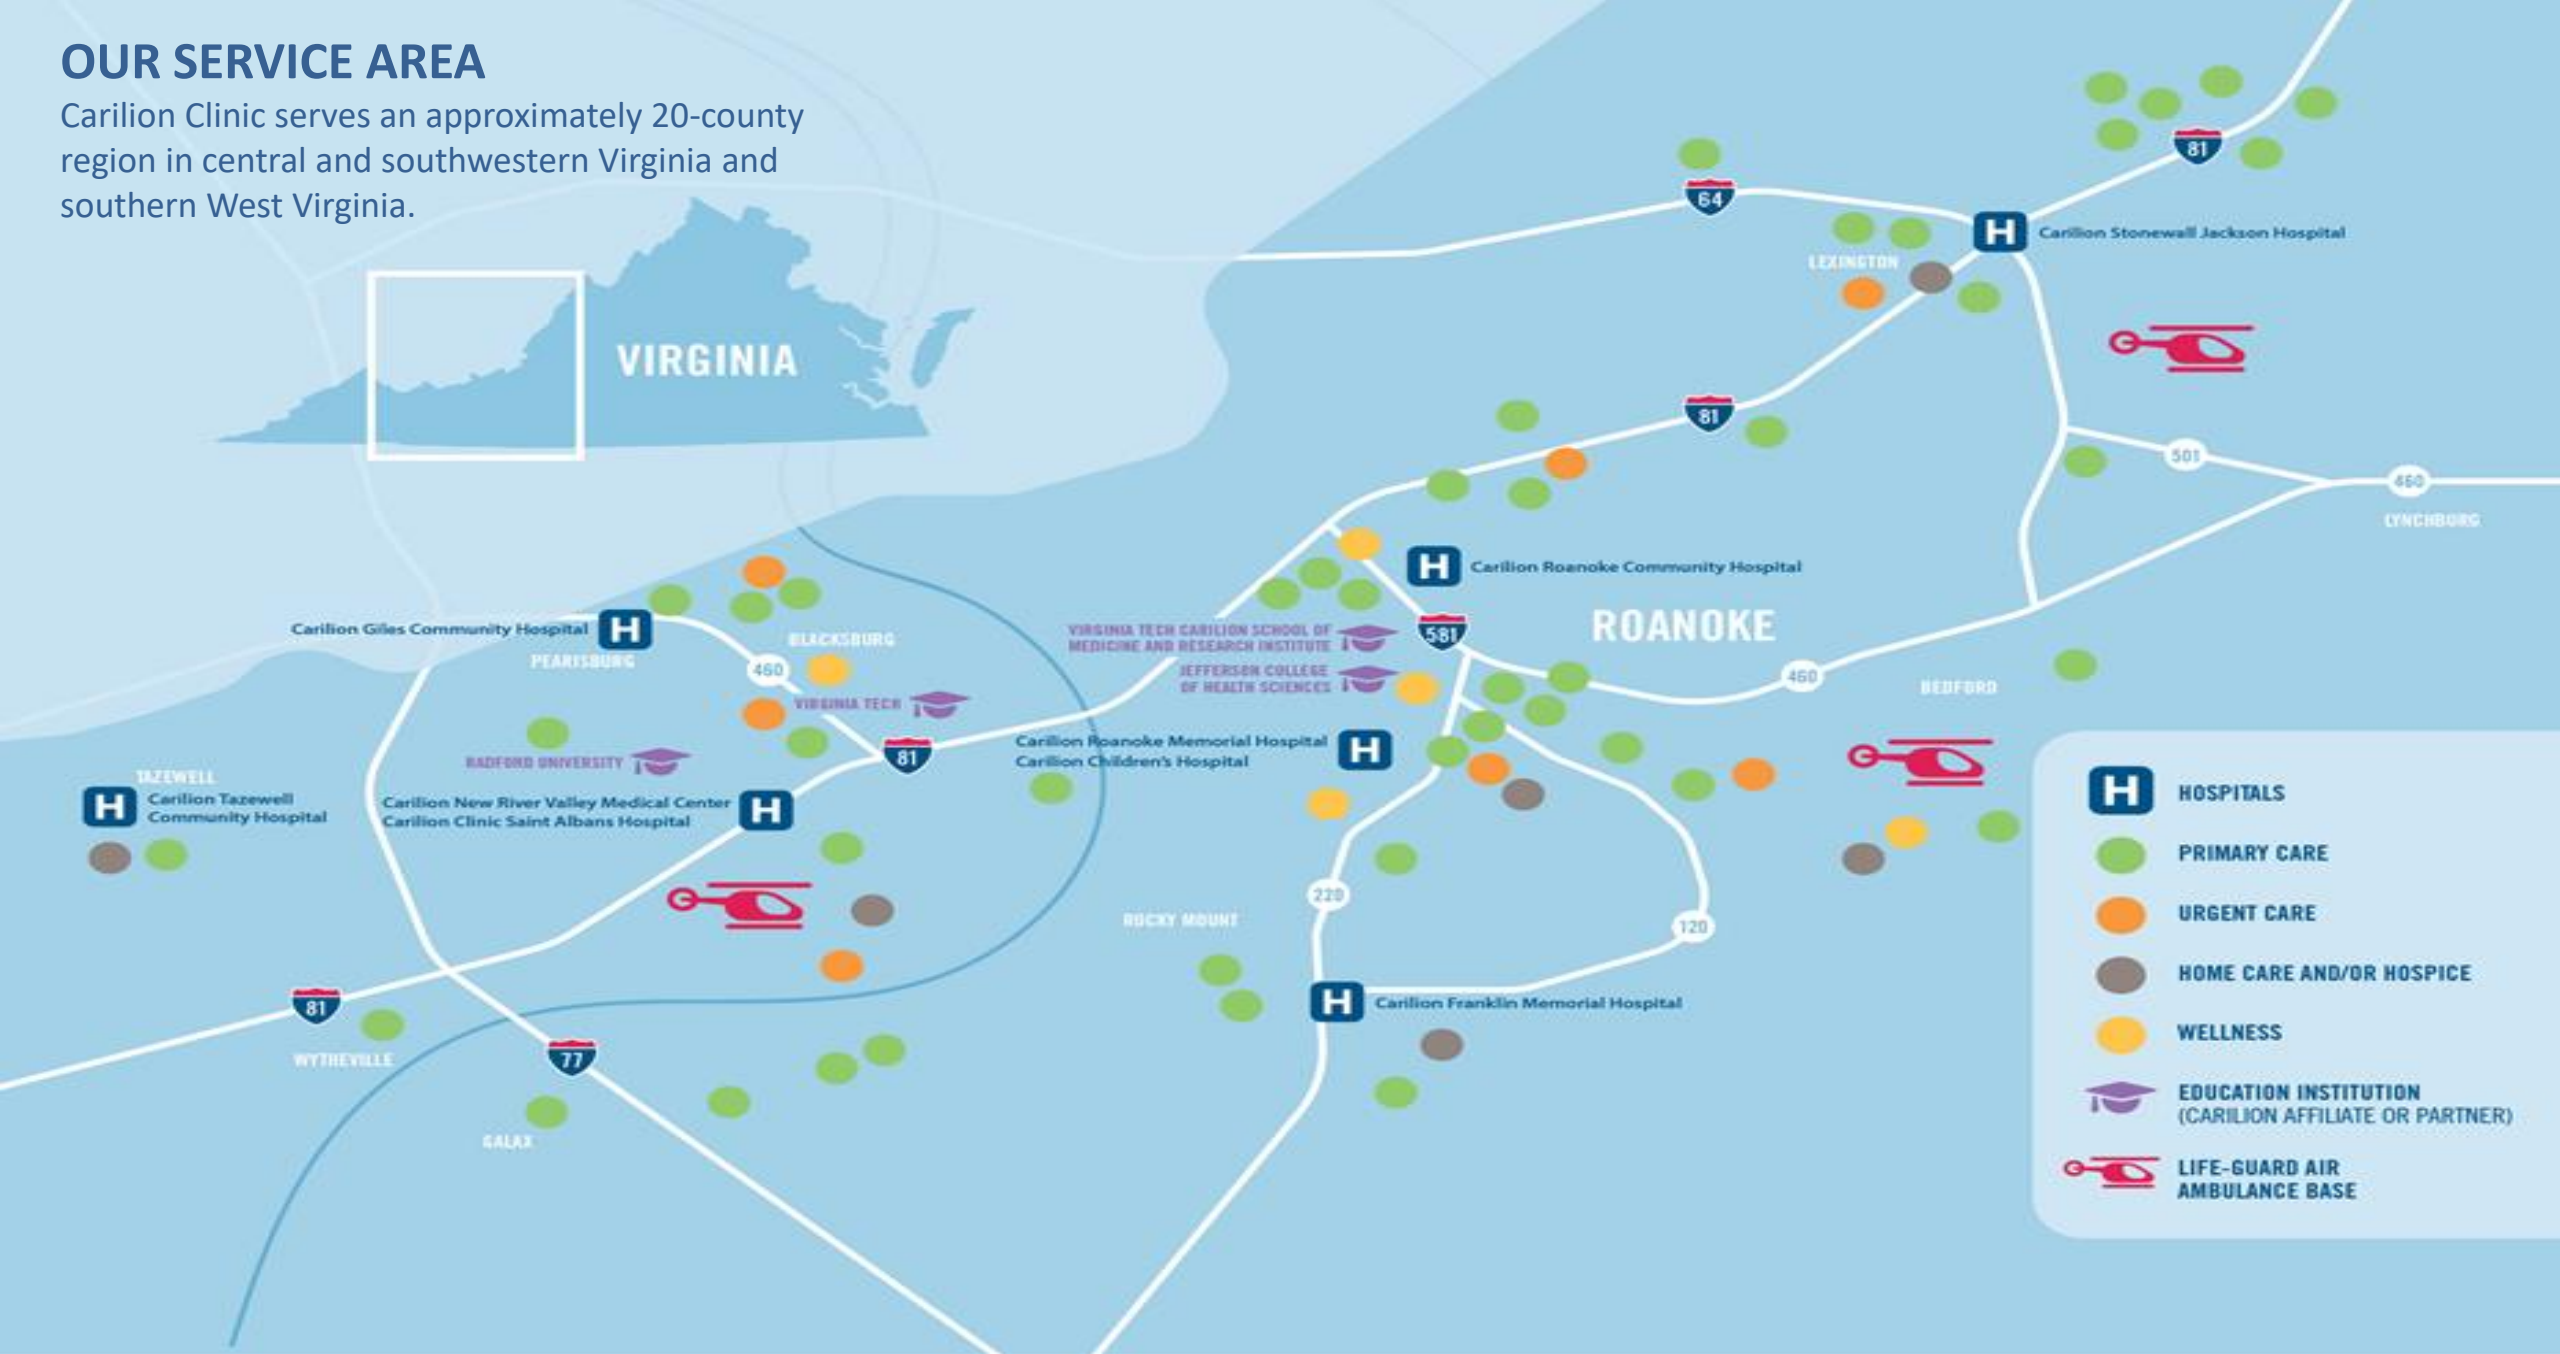 OUR SERVICE AREA
Carilion Clinic serves an approximately 20-county
region in central and southwestern Virginia and
southern West Virginia.
VIRGINIA
81
64
H Carilion Stonewall Jackson Hospital
LEXINGTON
81
501
460
LYNCHBURG
H Carilion Roanoke Community Hospital
ROANOKE
581
VIRGINIA TECH CARILION SCHOOL OF
MEDICINE AND RESEARCH INSTITUTE
JEFFERSON COLLEGE
OF HEALTH SCIENCES
460
BEDFORD
Carilion Giles Community Hospital H
PEARISBURG
BLACKSBURG
460
VIRGINIA TECH
RADFORD UNIVERSITY
81
Carilion Roanoke Memorial Hospital H
Carilion Children's Hospital
TAZEWELL
H Carilion Tazewell
Community Hospital
Carilion New River Valley Medical Center H
Carilion Clinic Saint Albans Hospital
220
120
ROCKY MOUNT
H Carilion Franklin Memorial Hospital
81
WYTHEVILLE
77
GALAX
H HOSPITALS
PRIMARY CARE
URGENT CARE
HOME CARE AND/OR HOSPICE
WELLNESS
EDUCATION INSTITUTION
(CARILION AFFILIATE OR PARTNER)
LIFE-GUARD AIR
AMBULANCE BASE